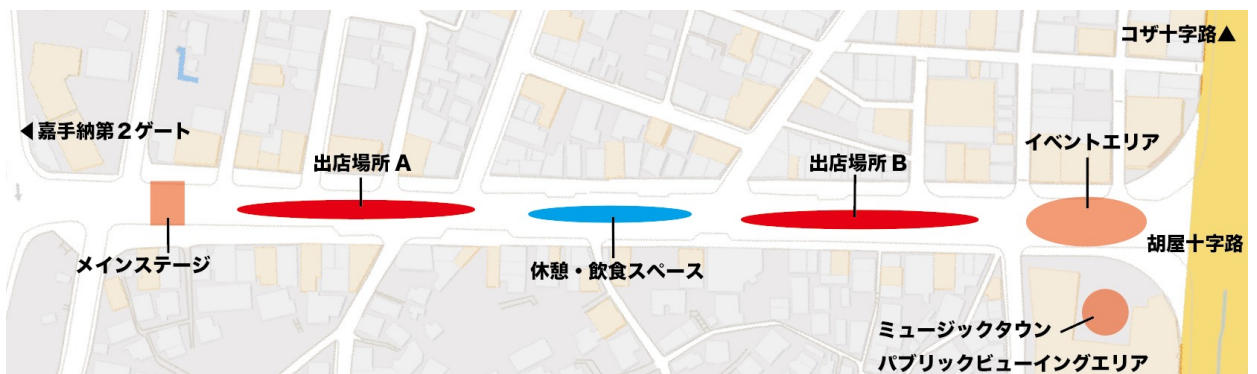 コザ十字路▲
◀嘉手納第２ゲート
イベントエリア
出店場所 A
出店場所 B
胡屋十字路
メインステージ
休憩・飲食スペース
ミュージックタウン
パブリックビューイングエリア